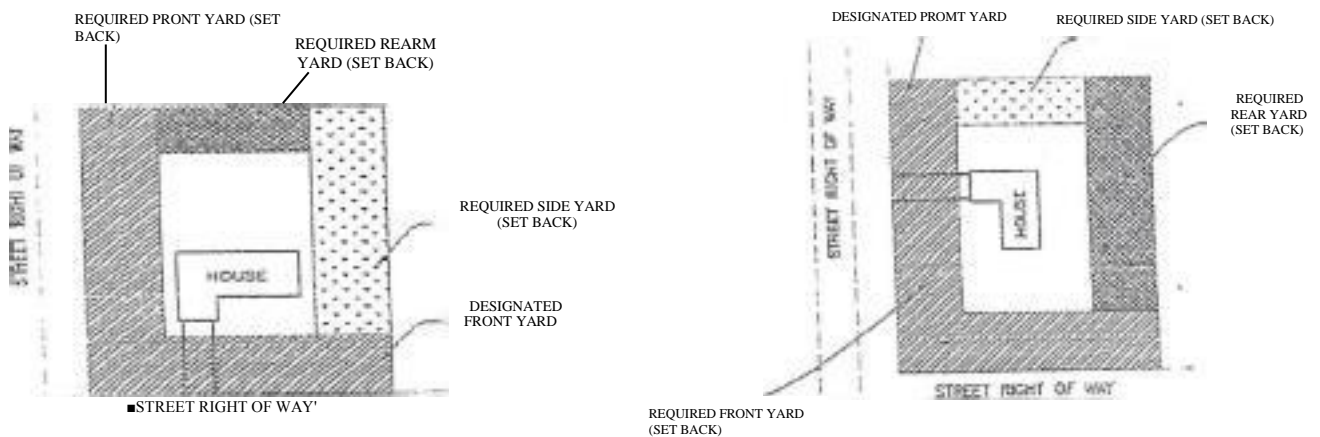 REQUIRED PRONT YARD (SET
BACK)
REQUIRED REARM
YARD (SET BACK)
STREET RIGHT OF WAY
HOUSE
REQUIRED SIDE YARD
(SET BACK)
DESIGNATED
FRONT YARD
■STREET RIGHT OF WAY'
DESIGNATED PROMT YARD
REQUIRED SIDE YARD (SET BACK)
REQUIRED
REAR YARD
(SET BACK)
STREET RIGHT OF WAY
HOUSE
STREET RIGHT OF WAY
REQUIRED FRONT YARD
(SET BACK)